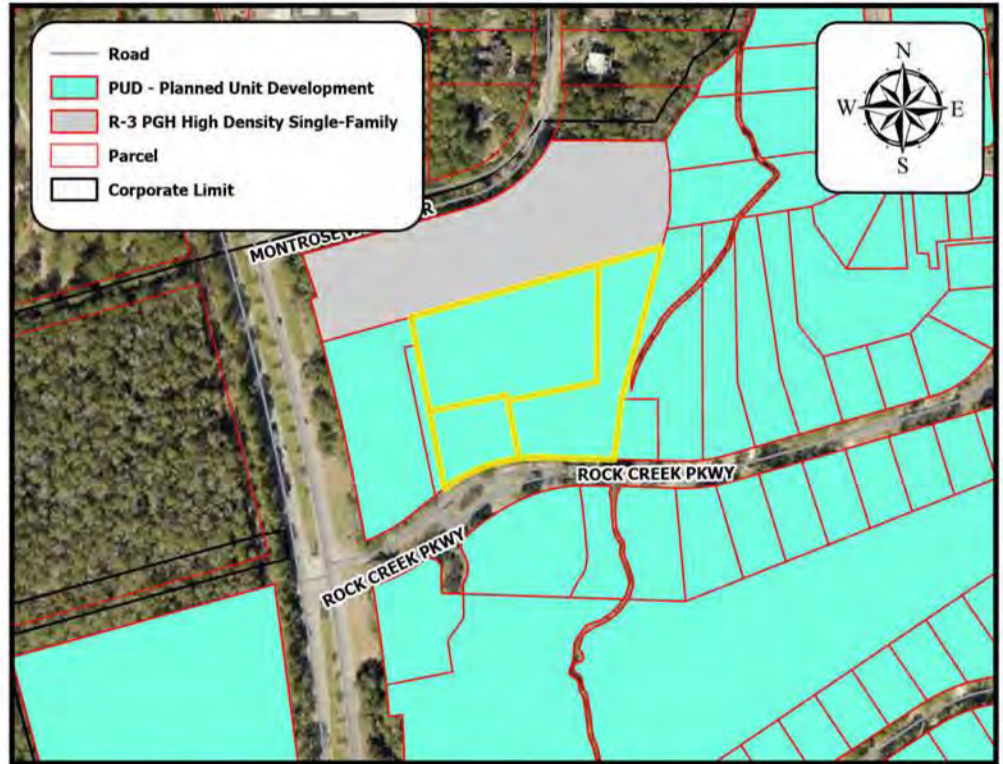 Road
PUD - Planned Unit Development
R-3 PGH High Density Single-Family
Parcel
Corporate Limit
N
W E
S
MONTROSE
R
ROCK CREEK PKWY
ROCK CREEK PKWY